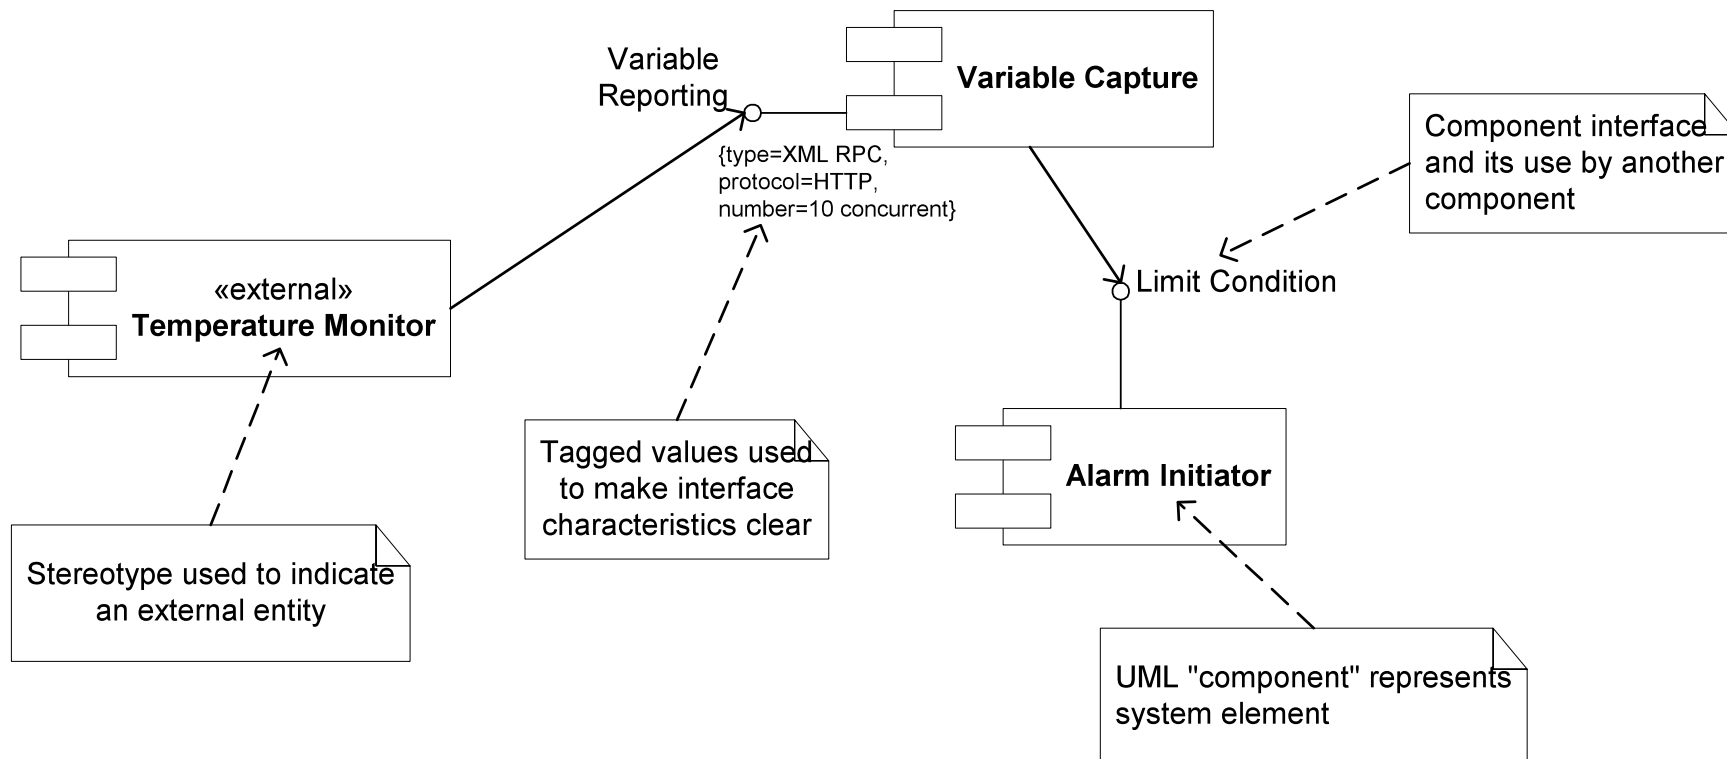 Variable
Reporting
Variable Capture
{type=XML RPC,
protocol=HTTP,
number=10 concurrent}
Component interface
and its use by another
component
«external»
Temperature Monitor
Limit Condition
Tagged values used
to make interface
characteristics clear
Alarm Initiator
Stereotype used to indicate
an external entity
UML "component" represents
system element